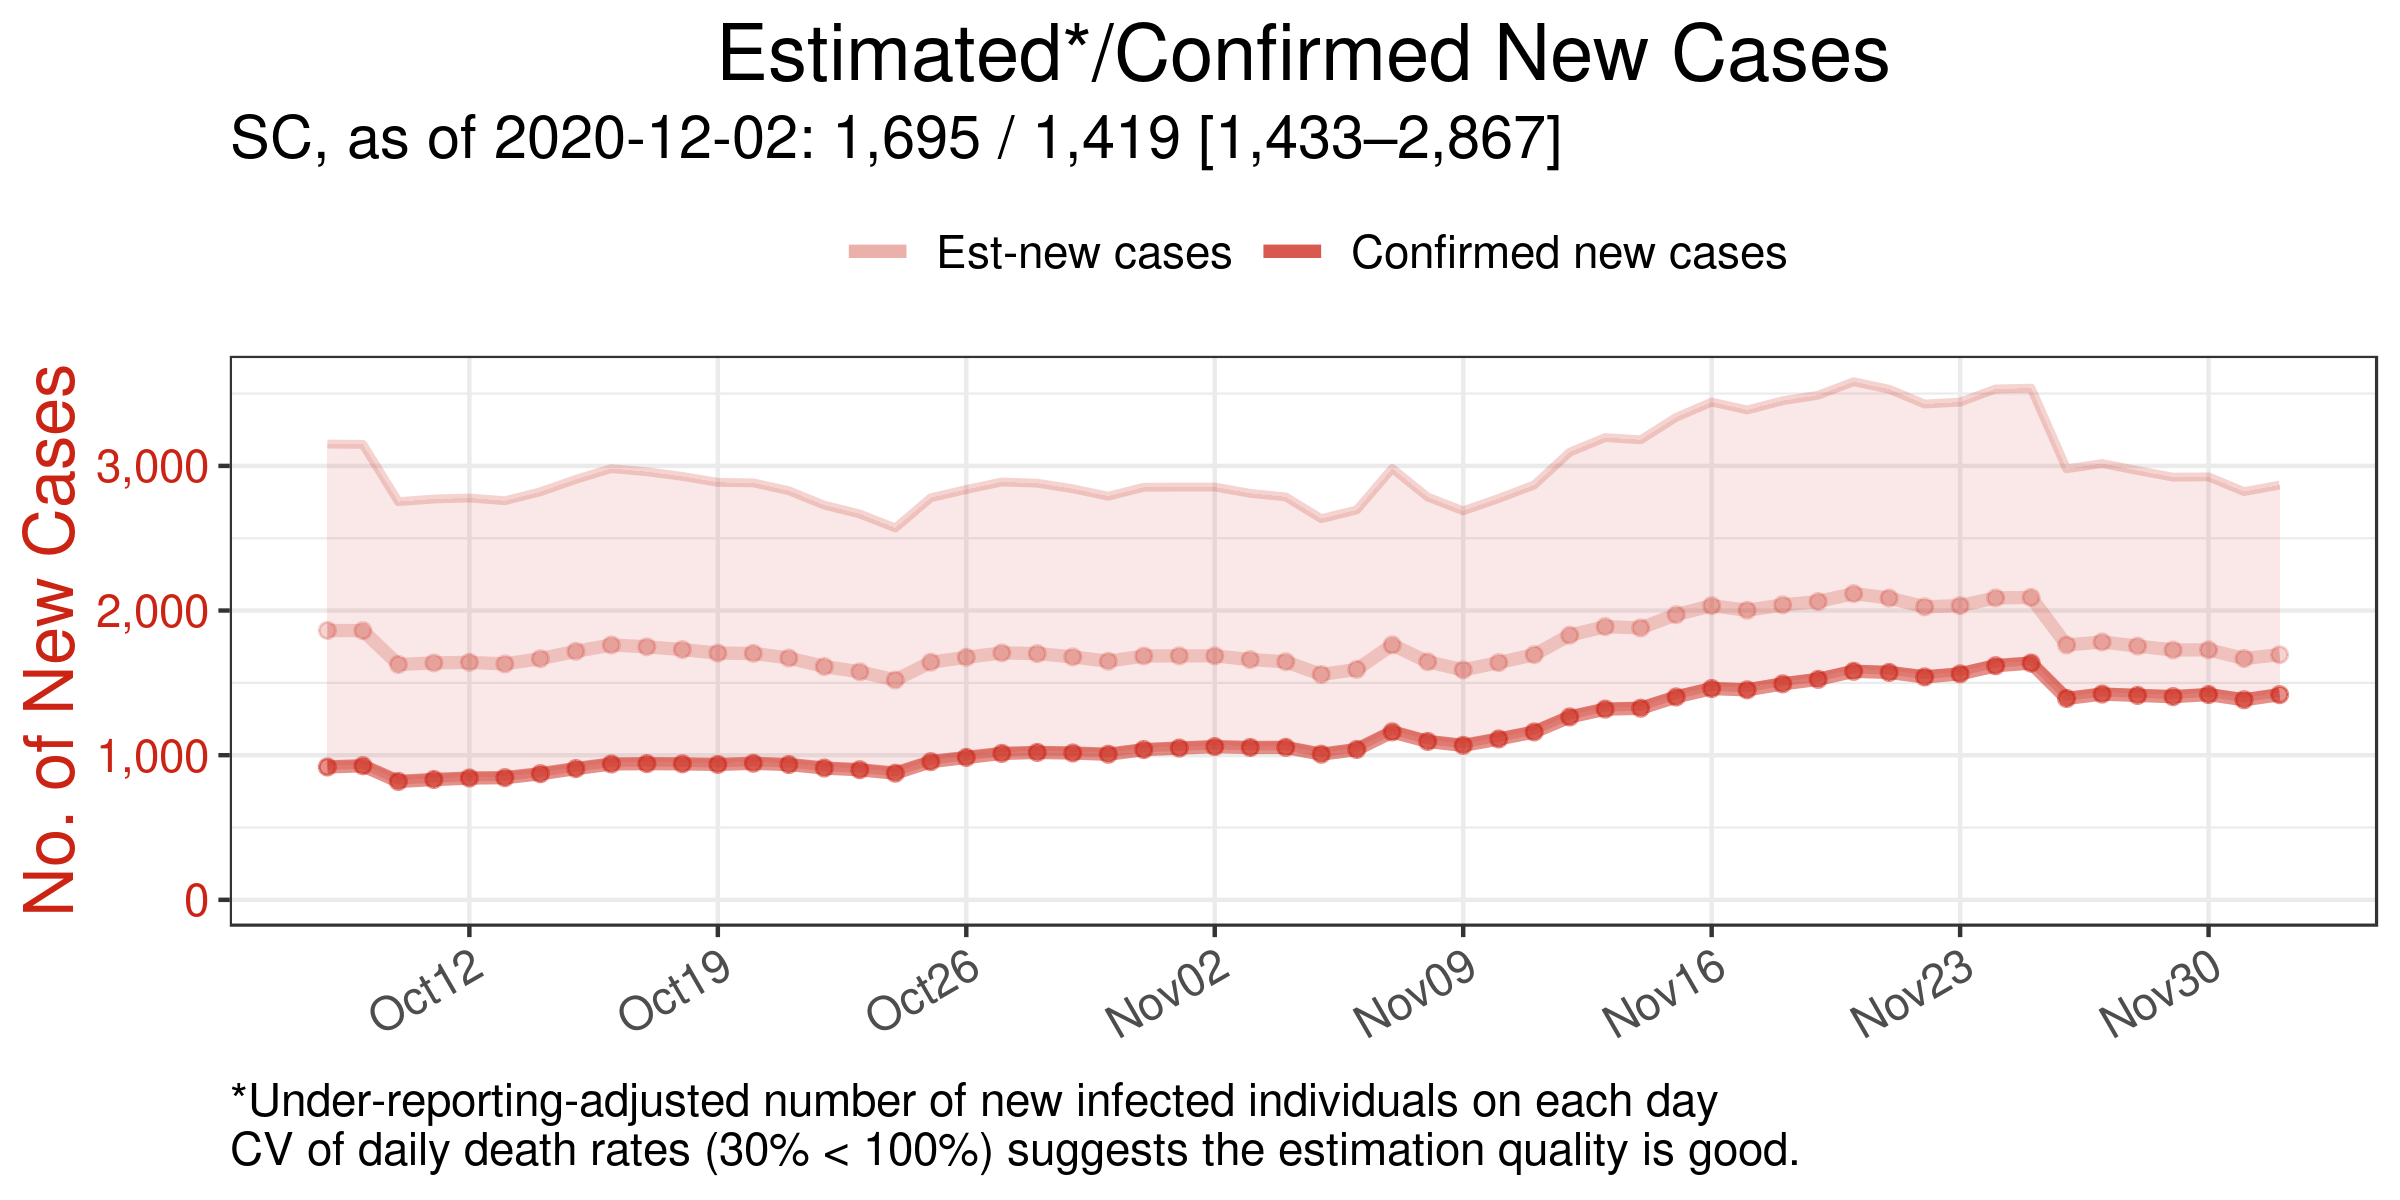 Estimated*/Confirmed New Cases
SC, as of 2020-12-02: 1,695 / 1,419 [1,433–2,867]
Est-new cases
Confirmed new cases
No. of New Cases
3,000
2,000
1,000
0
Oct12
Oct19
Oct26
Nov02
Nov09
Nov16
Nov23
Nov30
*Under-reporting-adjusted number of new infected individuals on each day
CV of daily death rates (30% < 100%) suggests the estimation quality is good.